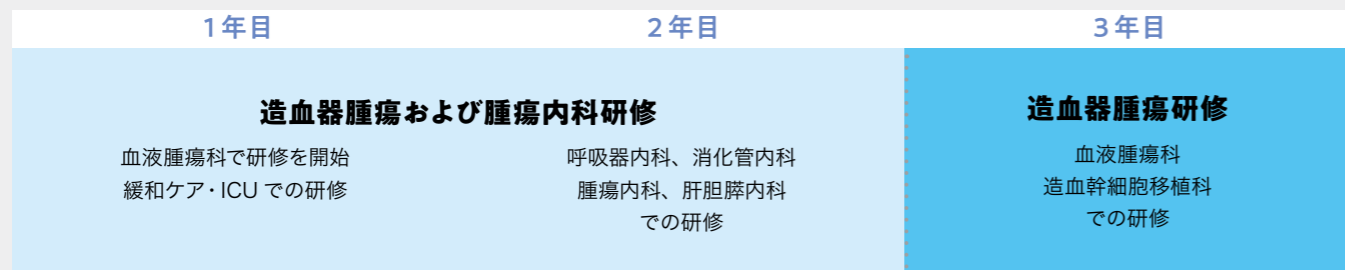 1年目
2年目
3年目
造血器腫瘍および腫瘍内科研修
血液腫瘍科で研修を開始
緩和ケア・ICU での研修
呼吸器内科、消化管内科
腫瘍内科、肝胆膵内科
での研修
造血器腫瘍研修
血液腫瘍科
造血幹細胞移植科
での研修